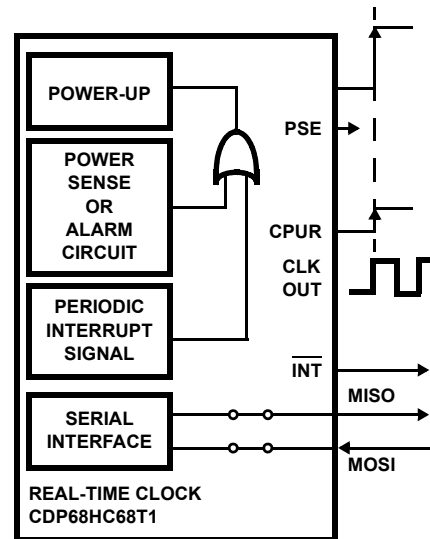 POWER-UP
POWER
SENSE
OR
ALARM
CIRCUIT
PERIODIC
INTERRUPT
SIGNAL
SERIAL
INTERFACE
REAL-TIME CLOCK
CDP68HC68T1
PSE
CPUR
CLK
OUT
INT
MISO
MOSI